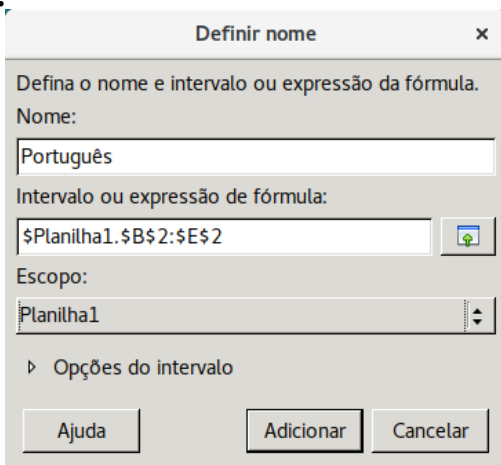 Definir nome
Defina o nome e intervalo ou expressão da fórmula.
Nome:
Português
Intervalo ou expressão de fórmula:
$Planilha1.$B$2:$E$2
Escopo:
Planilha1
Opções do intervalo
Ajuda Adicionar Cancelar